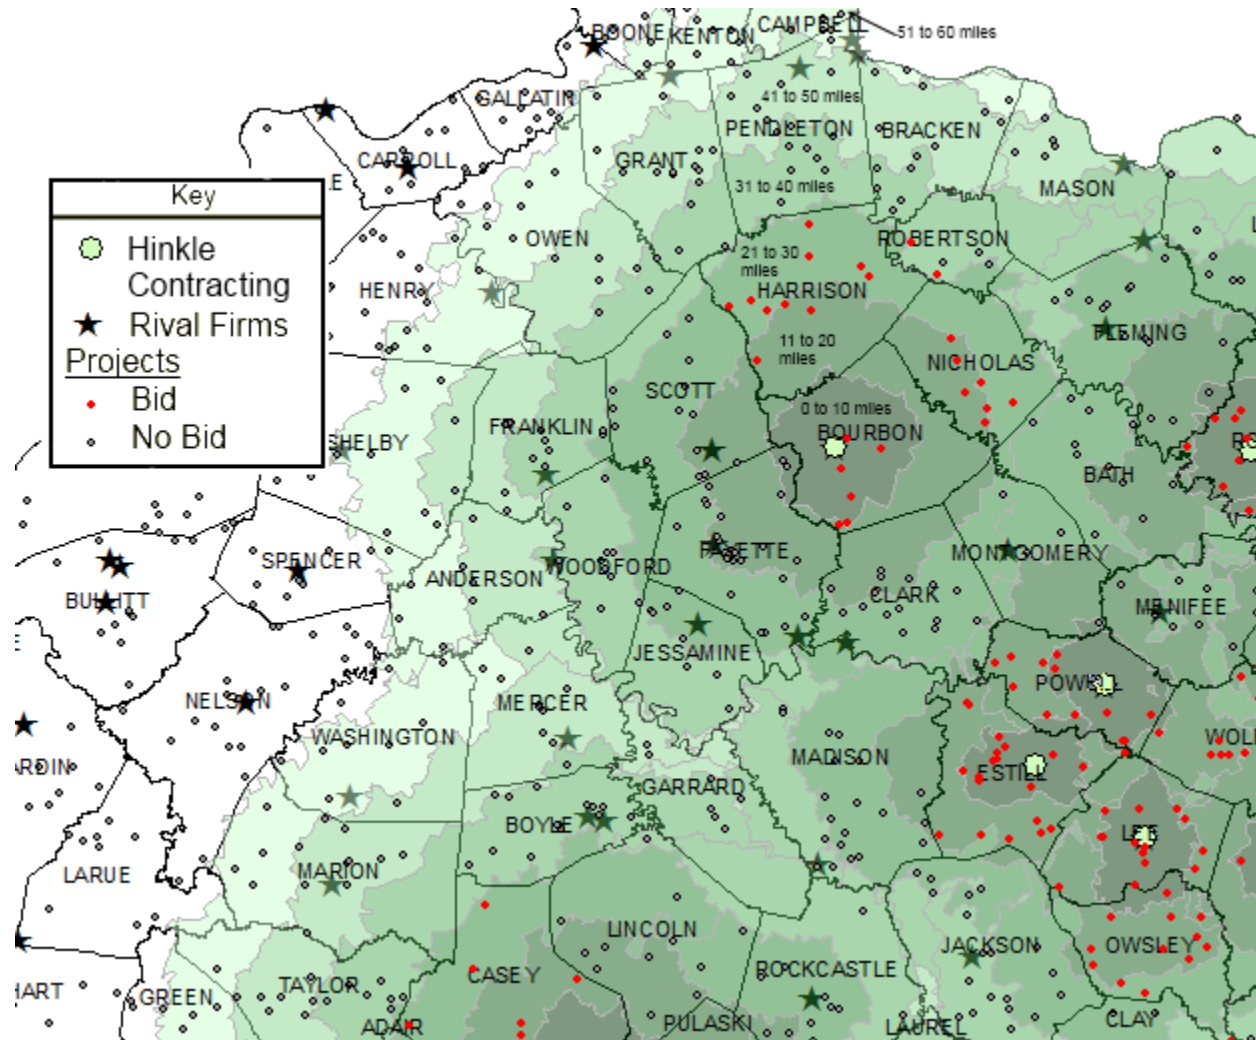 BOONE
KENTON
CAMPBELL
51 to 60 miles
GALLATIN
41 to 50 miles
PENDLETON
BRACKEN
CARROLL
GRANT
MASON
31 to 40 miles
Key
Hinkle
Contracting
Rival Firms
Projects
Bid
No Bid
OWEN
ROBERTSON
21 to 30
miles
HENRY
HARRISON
FLEMING
11 to 20
miles
NICHOLAS
SCOTT
0 to 10 miles
FRANKLIN
BOURBON
SHELBY
BATH
SPENCER
FAYETTE
MONTGOMERY
ANDERSON
WOODFORD
BULLITT
CLARK
MENIFEE
JESSAMINE
POWELL
NELSON
MERCER
WASHINGTON
WOL
MADISON
ARDIN
ESTILL
GARRARD
BOYLE
LEE
LARUE
MARION
LINCOLN
JACKSON
OWSLEY
CASEY
ROCKCASTLE
TAYLOR
HART
GREEN
ADAIR
PULASKI
LAUREL
CLAY